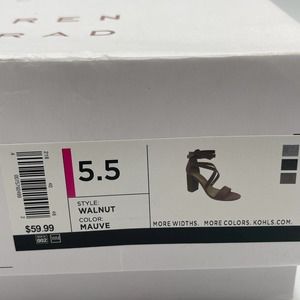 REN
RAD
5.5
STYLE:
WALNUT
COLOR:
MAUVE
$59.99
MORE WIDTHS. MORE COLORS. KOHLS.COM.